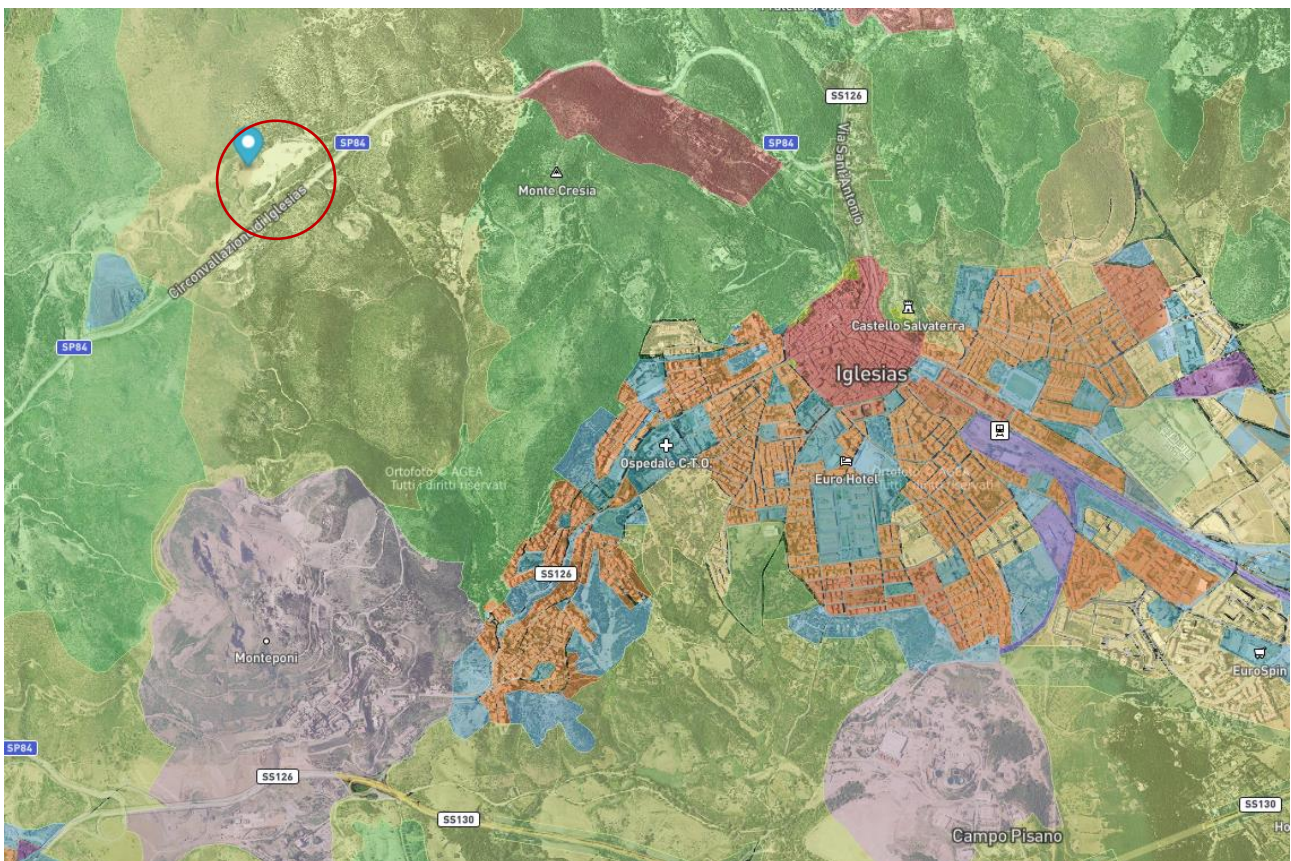 SS126
SP84
SP84
Via Sant'Antonio
Monte Cresia
Circonvallazione di Iglesias
Castello Salvaterra
SP84
Iglesias
Ortofoto © AGEA
Tutti i diritti riservati
Ospedale C.T.O.
Euro Hotel
SS126
Monteponi
EuroSpin
SP84
SS126
SS130
SS130
Campo Pisano